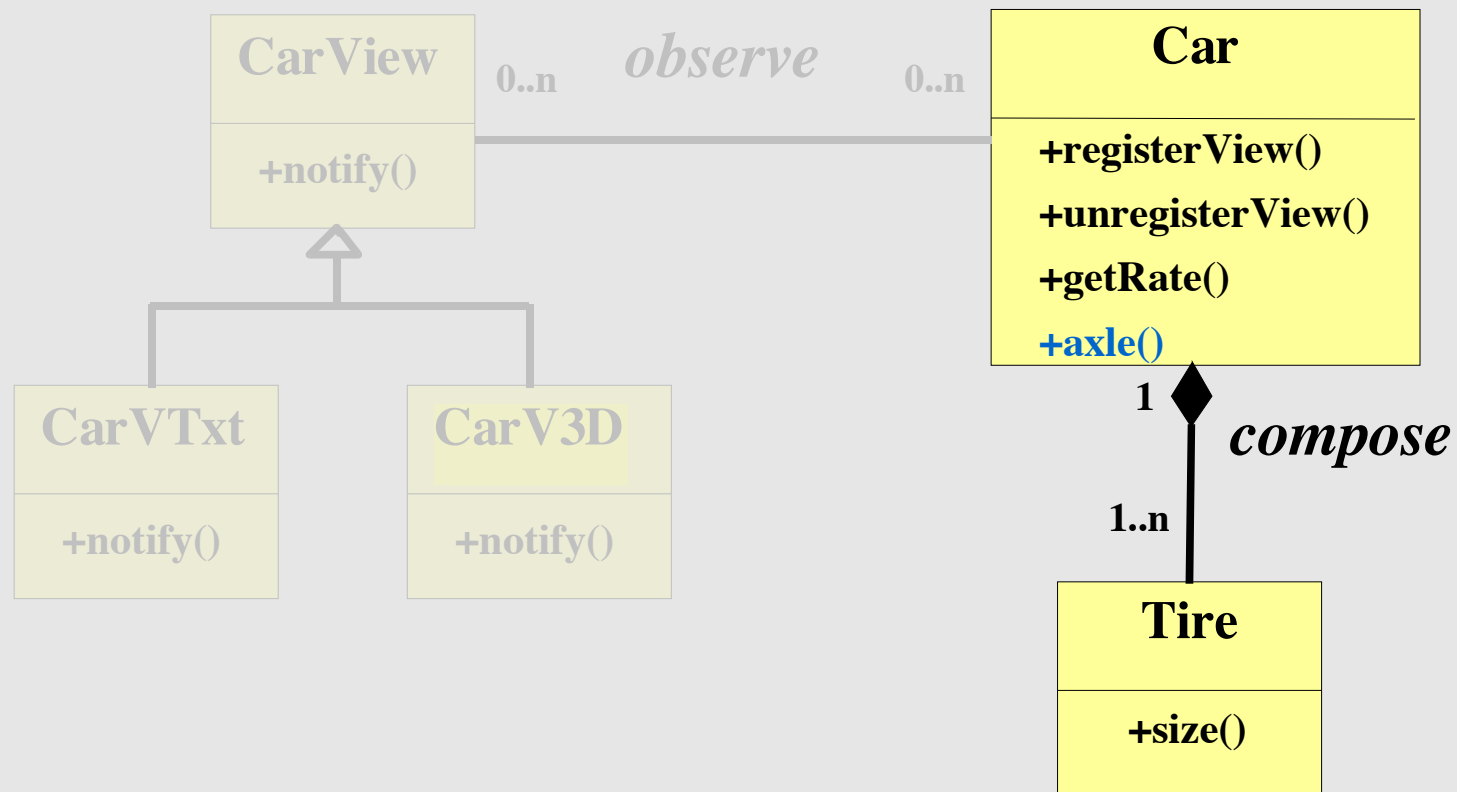 CarView
0..n
observe
0..n
+notify()
Car
+registerView()
+unregisterView()
+getRate()
+axle()
1
compose
1..n
CarVTxt
+notify()
CarV3D
+notify()
Tire
+size()